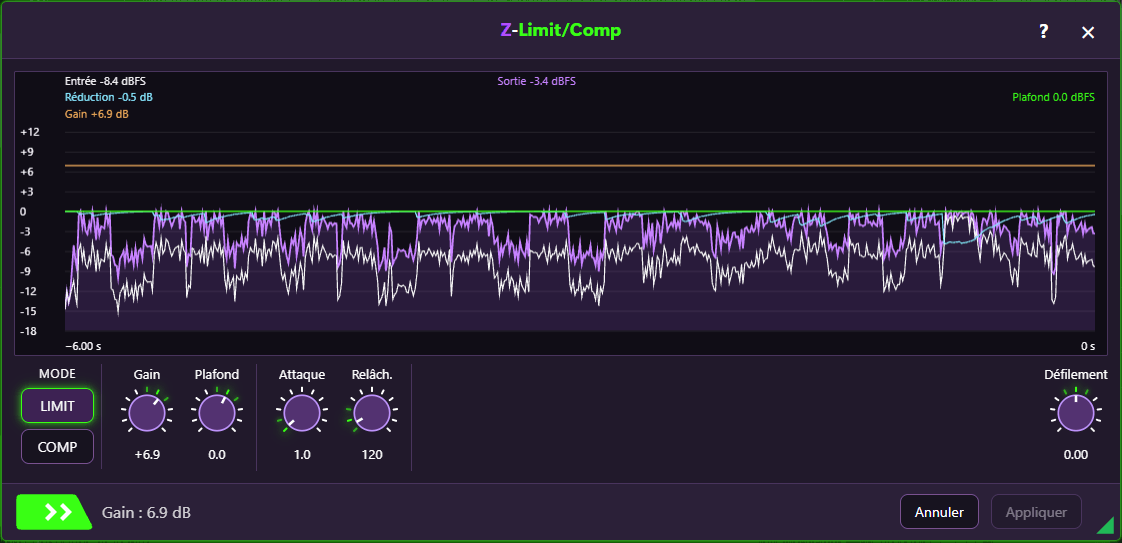 Z-Limit/Comp
?
Entrée -8.4 dBFS
Sortie -3.4 dBFS
Réduction -0.5 dB
Plafond 0.0 dBFS
Gain +6.9 dB
+12
+9
+6
+3
0
-3
-6
-9
-12
-15
-18
−6.00 s
0 s
MODE
Gain
Plafond
Attaque
Relâch.
Défilement
LIMIT
COMP
+6.9
0.0
1.0
120
0.00
Gain : 6.9 dB
Annuler
Appliquer